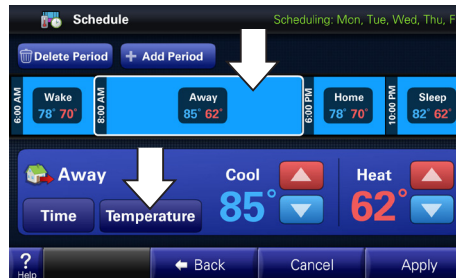 Schedule
Scheduling: Mon, Tue, Wed, Thu, F
Delete Period
+ Add Period
6:00 AM
Wake
78° 70°
8:00 AM
Away
85° 62°
6:00 PM
Home
78° 70°
10:00 PM
Sleep
82° 62°
Away
Cool
Heat
Time
Temperature
85°
62°
?
Help
Back
Cancel
Apply